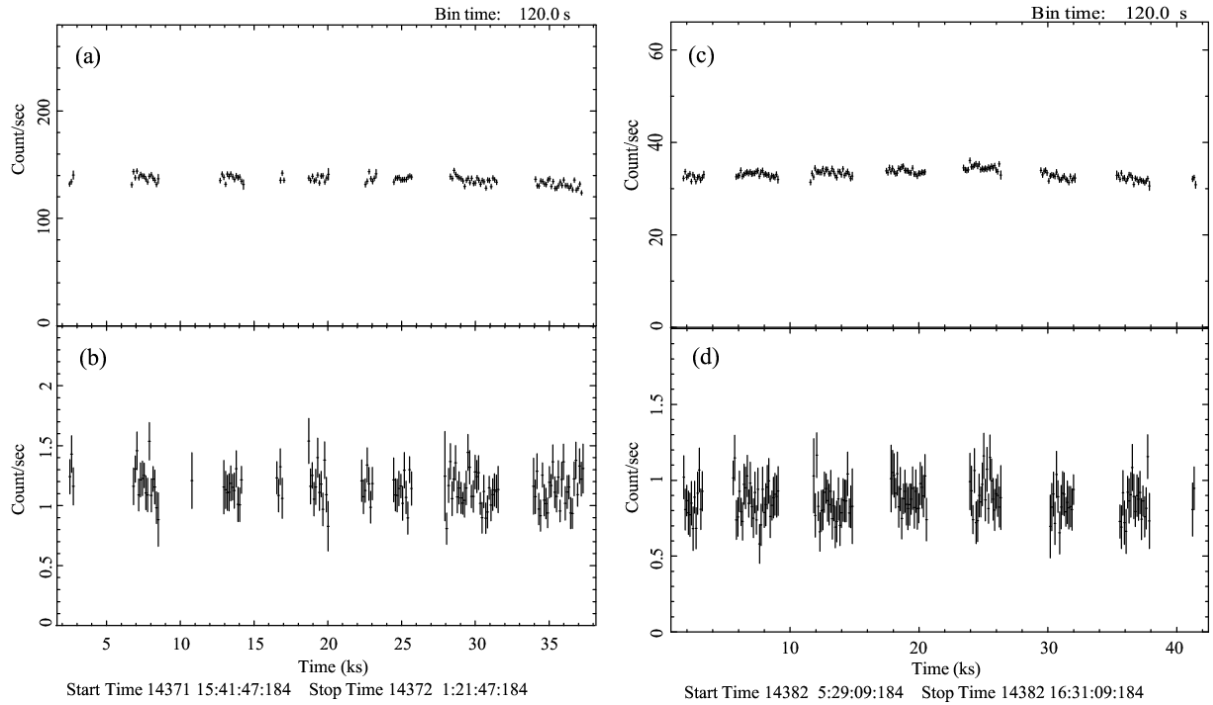 Bin time: 120.0 s
(a)
Count/sec
200
100
0
(b)
Count/sec
2
1.5
1
0.5
0
5 10 15 20 25 30 35
Time (ks)
Start Time 14371 15:41:47:184 Stop Time 14372 1:21:47:184
Bin time: 120.0 s
(c)
Count/sec
60
40
20
0
(d)
Count/sec
1.5
1
0.5
0
10 20 30 40
Time (ks)
Start Time 14382 5:29:09:184 Stop Time 14382 16:31:09:184